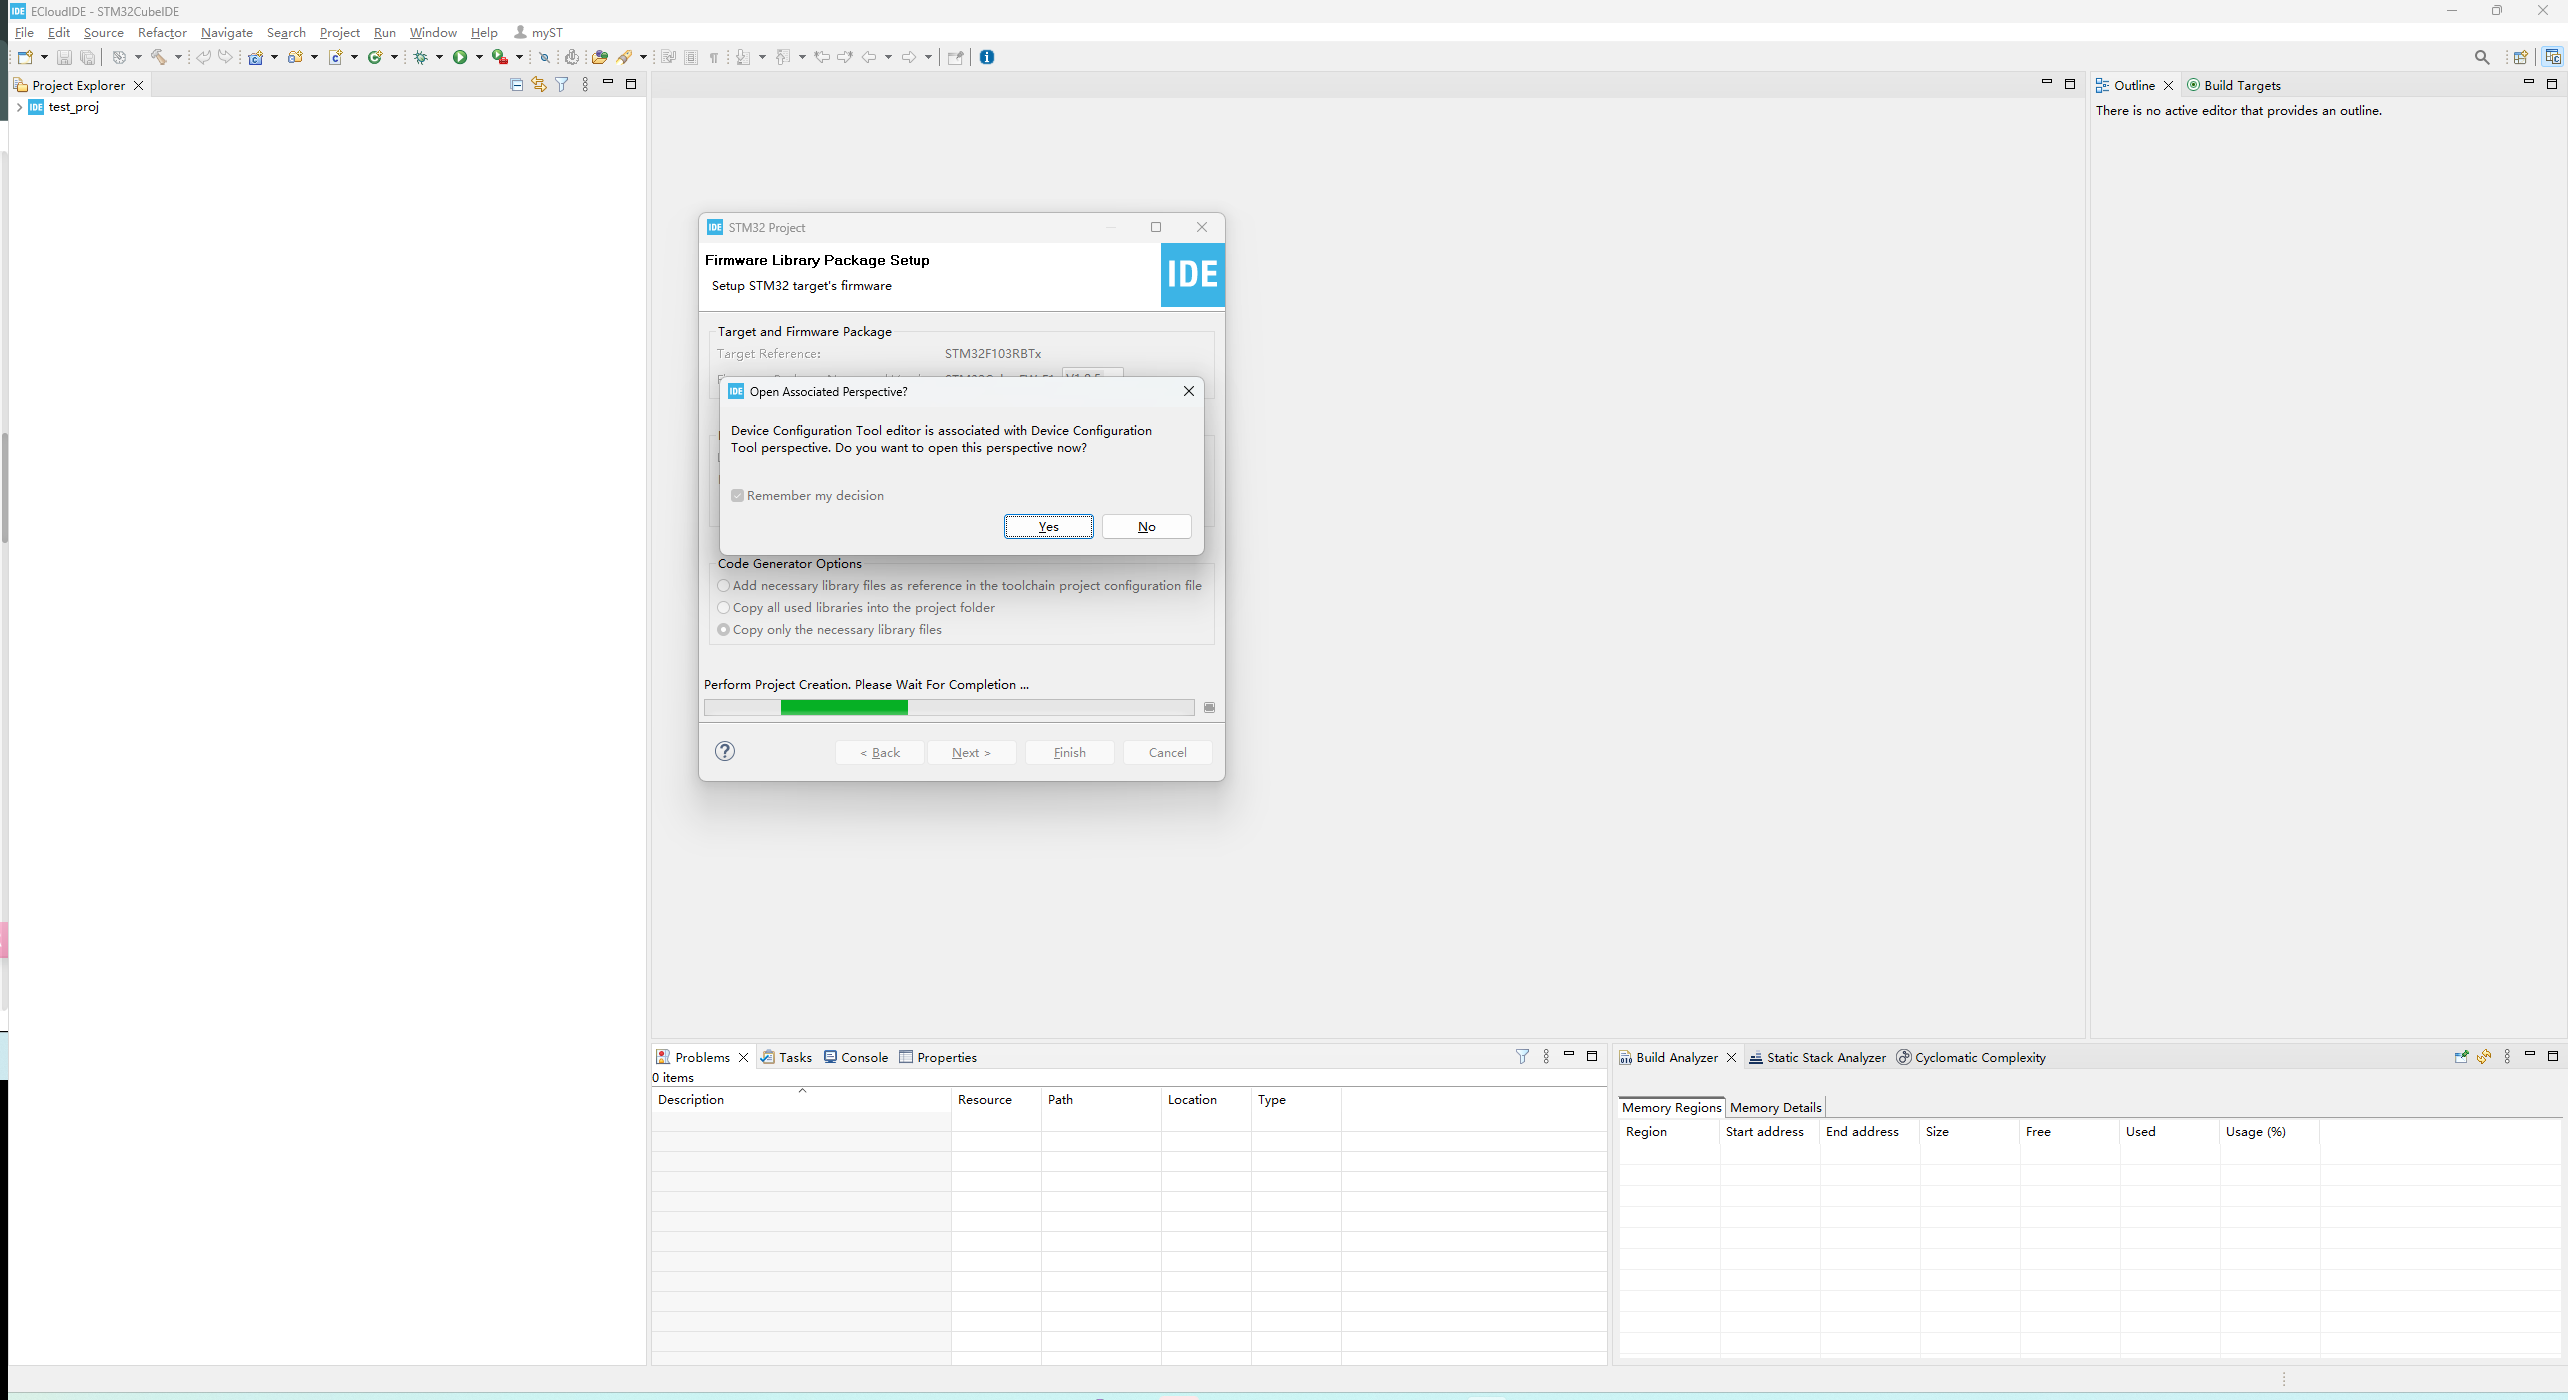 IDE ECloudIDE - STM32CubeIDE
File Edit Source Refactor Navigate Search Project Run Window Help myST
Project Explorer
IDE test_proj
Outline Build Targets
There is no active editor that provides an outline.
IDE STM32 Project
Firmware Library Package Setup
Setup STM32 target's firmware
IDE
Target and Firmware Package
Target Reference: STM32F103RBTx
IDE Open Associated Perspective?
Device Configuration Tool editor is associated with Device Configuration
Tool perspective. Do you want to open this perspective now?
Remember my decision
Yes No
Code Generator Options
Add necessary library files as reference in the toolchain project configuration file
Copy all used libraries into the project folder
Copy only the necessary library files
Perform Project Creation. Please Wait For Completion ...
? < Back Next > Finish Cancel
Problems Tasks Console Properties
0 items
Description Resource Path Location Type
Build Analyzer Static Stack Analyzer Cyclomatic Complexity
Memory Regions Memory Details
Region Start address End address Size Free Used Usage (%)